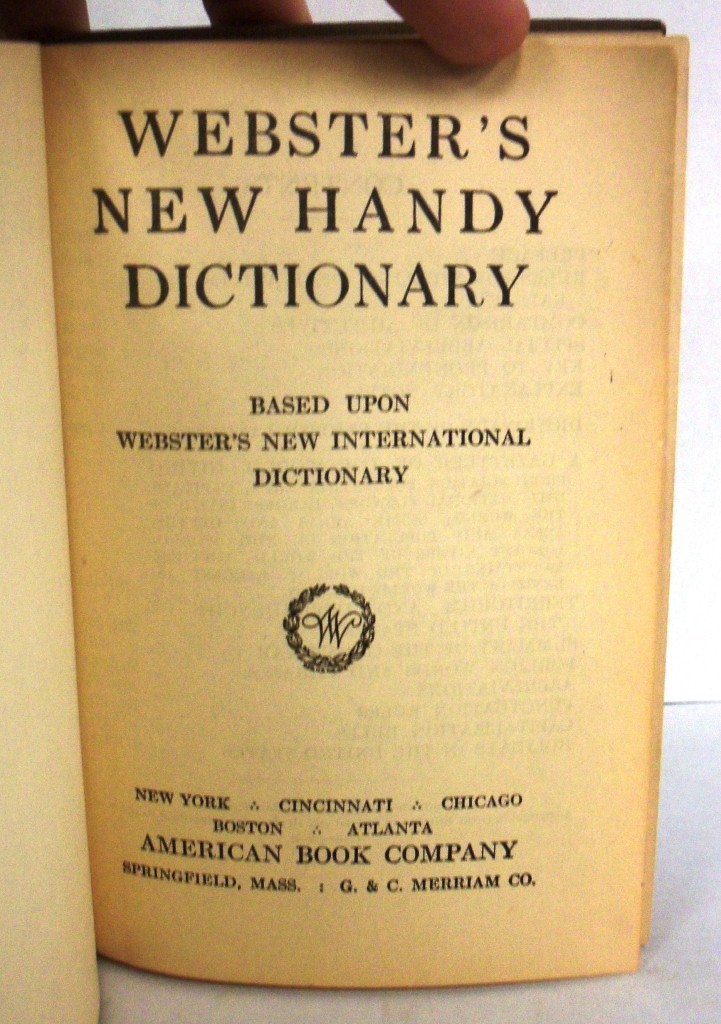 WEBSTER'S
NEW HANDY
DICTIONARY
BASED UPON
WEBSTER'S NEW INTERNATIONAL
DICTIONARY
W
NEW YORK ∴ CINCINNATI ∴ CHICAGO
BOSTON ∴ ATLANTA
AMERICAN BOOK COMPANY
SPRINGFIELD, MASS. : G. & C. MERRIAM CO.